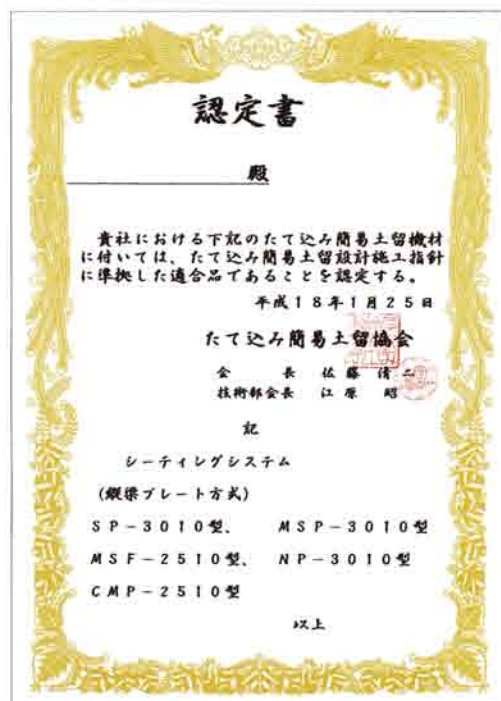 認定書
殿
貴社における下記のたて込み簡易土留機材
に付いては、たて込み簡易土留設計施工指針
に準拠した適合品であることを認定する。
平成18年1月25日
たて込み簡易土留協会
会長 佐藤清二
技術部会長 江原昭
記
シーティングシステム
(縦梁プレート方式)
SP-3010型、 MSP-3010型
MSF-2510型、 NP-3010型
CMP-2510型
以上